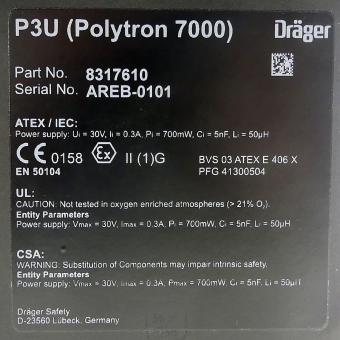 P3U (Polytron 7000) Dräger
Part No. 8317610
Serial No. AREB-0101
ATEX / IEC:
Power supply: Ui = 30V, Ii = 0.3A, Pi = 700mW, Ci = 5nF, Li = 50µH
CE 0158 Ex II (1)G BVS 03 ATEX E 406 X
EN 50104 PFG 41300504
UL:
CAUTION: Not tested in oxygen enriched atmospheres (> 21% O2).
Entity Parameters
Power supply: Vmax = 30V, Imax = 0.3A, Pi = 700mW, Ci = 5nF, Li = 50µH
CSA:
WARNING: Substitution of Components may impair intrinsic safety.
Entity Parameters
Power supply: Vmax = 30V, Imax = 0.3A, Pmax = 700mW, Ci = 5nF, Li = 50µH
Dräger Safety
D-23560 Lübeck, Germany